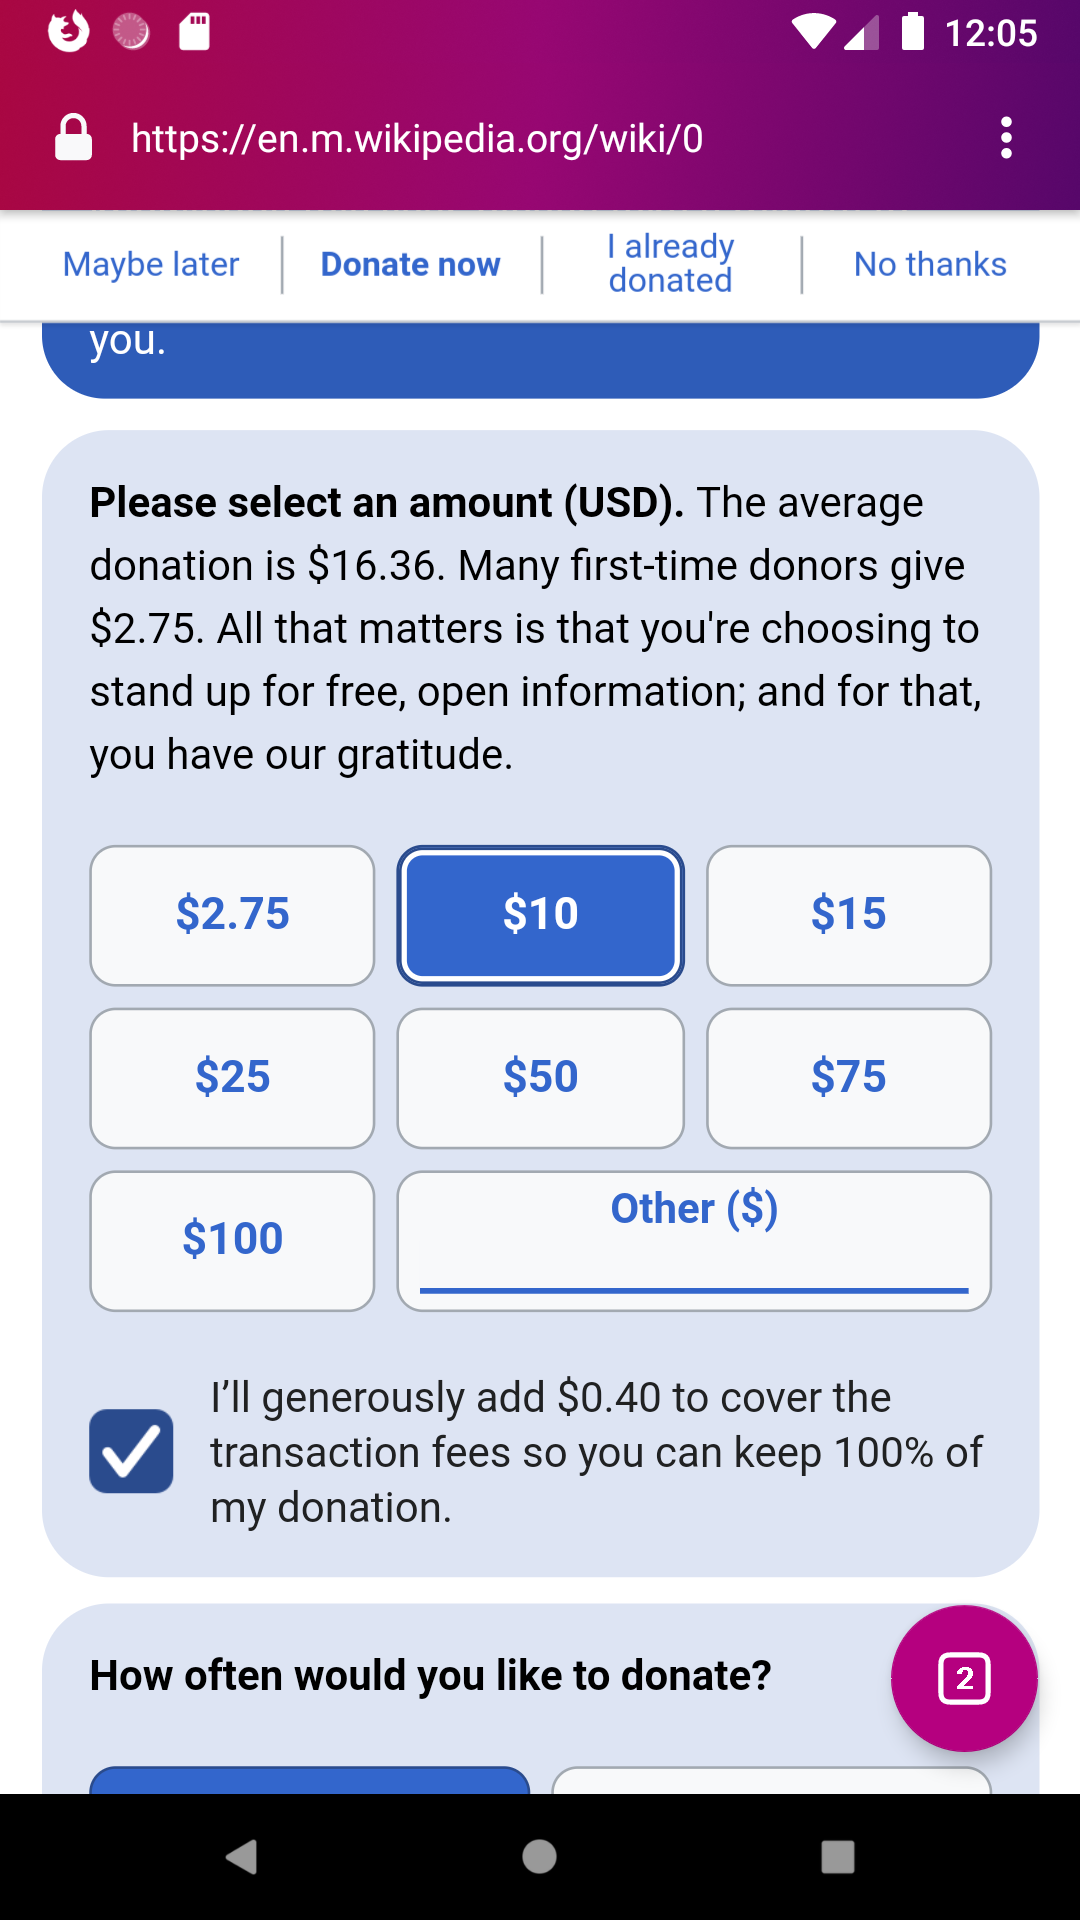 12:05
https://en.m.wikipedia.org/wiki/0
Maybe later
Donate now
I already
donated
No thanks
you.
Please select an amount (USD). The average
donation is $16.36. Many first-time donors give
$2.75. All that matters is that you're choosing to
stand up for free, open information; and for that,
you have our gratitude.
$2.75
$10
$15
$25
$50
$75
$100
Other ($)
I’ll generously add $0.40 to cover the
transaction fees so you can keep 100% of
my donation.
How often would you like to donate?
2